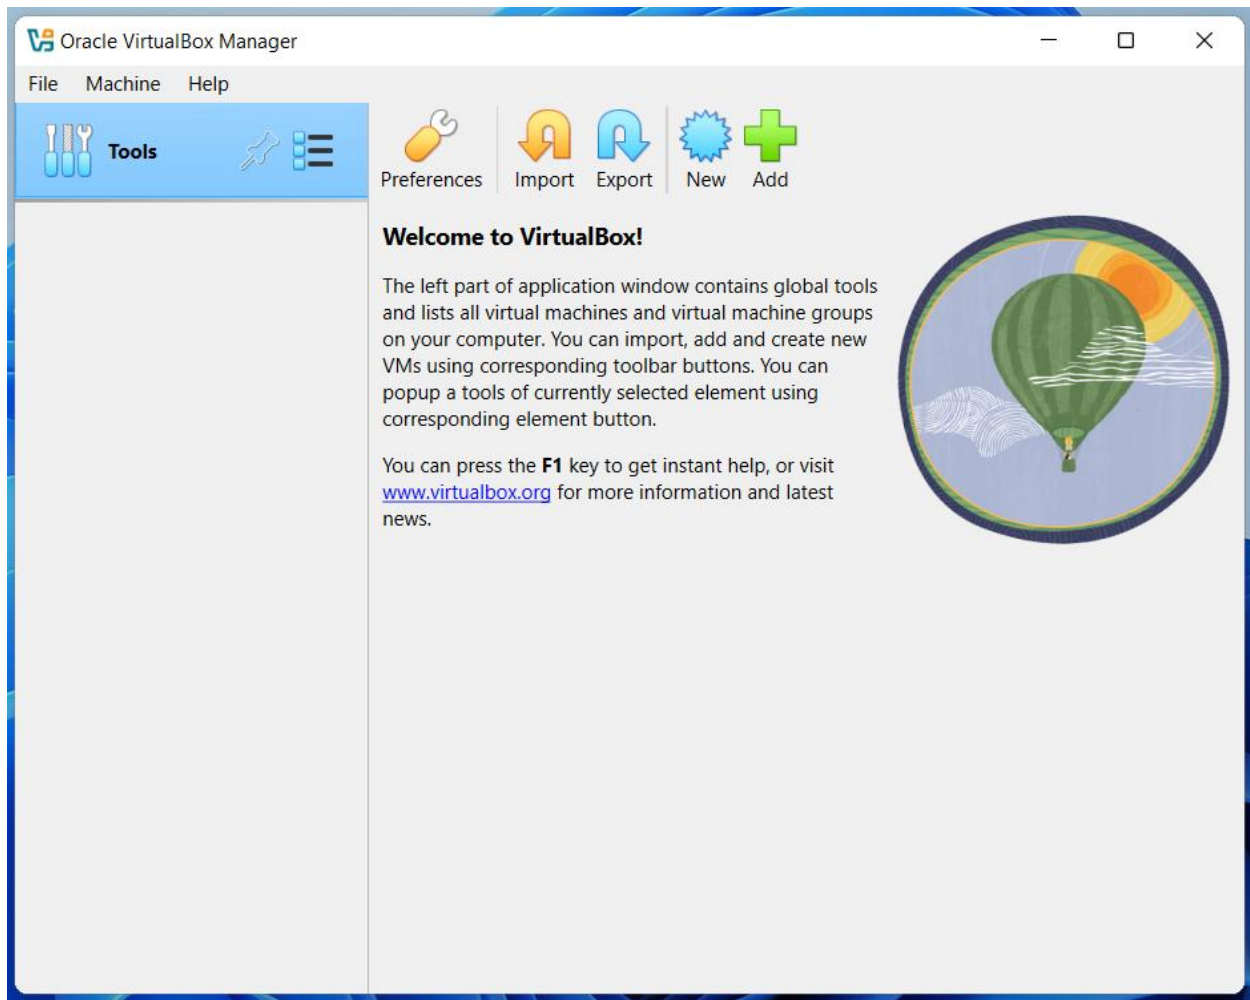 Oracle VirtualBox Manager
File Machine Help
Tools
Preferences Import Export New Add
Welcome to VirtualBox!
The left part of application window contains global tools
and lists all virtual machines and virtual machine groups
on your computer. You can import, add and create new
VMs using corresponding toolbar buttons. You can
popup a tools of currently selected element using
corresponding element button.
You can press the F1 key to get instant help, or visit
www.virtualbox.org for more information and latest
news.